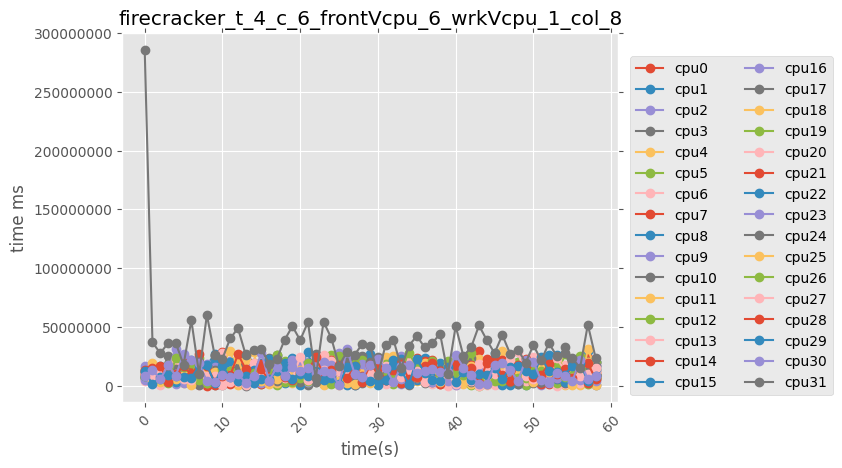 firecracker_t_4_c_6_frontVcpu_6_wrkVcpu_1_col_8
300000000
250000000
200000000
150000000
100000000
50000000
0
time ms
0
10
20
30
40
50
60
time(s)
cpu0
cpu1
cpu2
cpu3
cpu4
cpu5
cpu6
cpu7
cpu8
cpu9
cpu10
cpu11
cpu12
cpu13
cpu14
cpu15
cpu16
cpu17
cpu18
cpu19
cpu20
cpu21
cpu22
cpu23
cpu24
cpu25
cpu26
cpu27
cpu28
cpu29
cpu30
cpu31